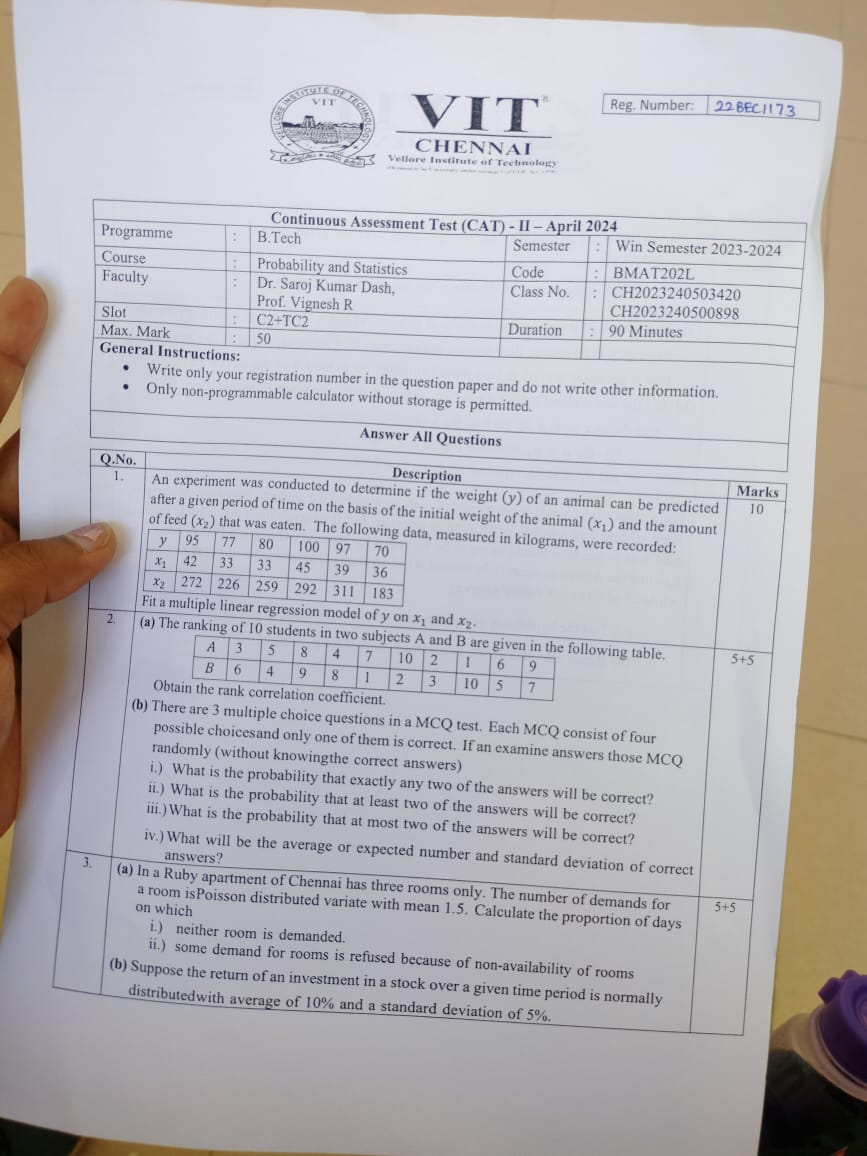 VELLORE INSTITUTE OF TECHNOLOGY
VIT
VIT
CHENNAI
Vellore Institute of Technology
Reg. Number: 22BEC1173
Continuous Assessment Test (CAT) - II – April 2024
Programme : B.Tech Semester : Win Semester 2023-2024
Course : Probability and Statistics Code : BMAT202L
Faculty : Dr. Saroj Kumar Dash, Class No. : CH2023240503420
Prof. Vignesh R CH2023240500898
Slot : C2+TC2 Duration : 90 Minutes
Max. Mark : 50
General Instructions:
• Write only your registration number in the question paper and do not write other information.
• Only non-programmable calculator without storage is permitted.
Answer All Questions
Q.No. Description Marks
1. An experiment was conducted to determine if the weight (y) of an animal can be predicted 10
after a given period of time on the basis of the initial weight of the animal (x₁) and the amount
of feed (x₂) that was eaten. The following data, measured in kilograms, were recorded:
y 95 77 80 100 97 70
x₁ 42 33 33 45 39 36
x₂ 272 226 259 292 311 183
Fit a multiple linear regression model of y on x₁ and x₂.
2. (a) The ranking of 10 students in two subjects A and B are given in the following table. 5+5
A 3 5 8 4 7 10 2 1 6 9
B 6 4 9 8 1 2 3 10 5 7
Obtain the rank correlation coefficient.
(b) There are 3 multiple choice questions in a MCQ test. Each MCQ consist of four
possible choicesand only one of them is correct. If an examine answers those MCQ
randomly (without knowingthe correct answers)
i.) What is the probability that exactly any two of the answers will be correct?
ii.) What is the probability that at least two of the answers will be correct?
iii.) What is the probability that at most two of the answers will be correct?
iv.) What will be the average or expected number and standard deviation of correct
answers?
3. (a) In a Ruby apartment of Chennai has three rooms only. The number of demands for 5+5
a room isPoisson distributed variate with mean 1.5. Calculate the proportion of days
on which
i.) neither room is demanded.
ii.) some demand for rooms is refused because of non-availability of rooms
(b) Suppose the return of an investment in a stock over a given time period is normally
distributedwith average of 10% and a standard deviation of 5%.